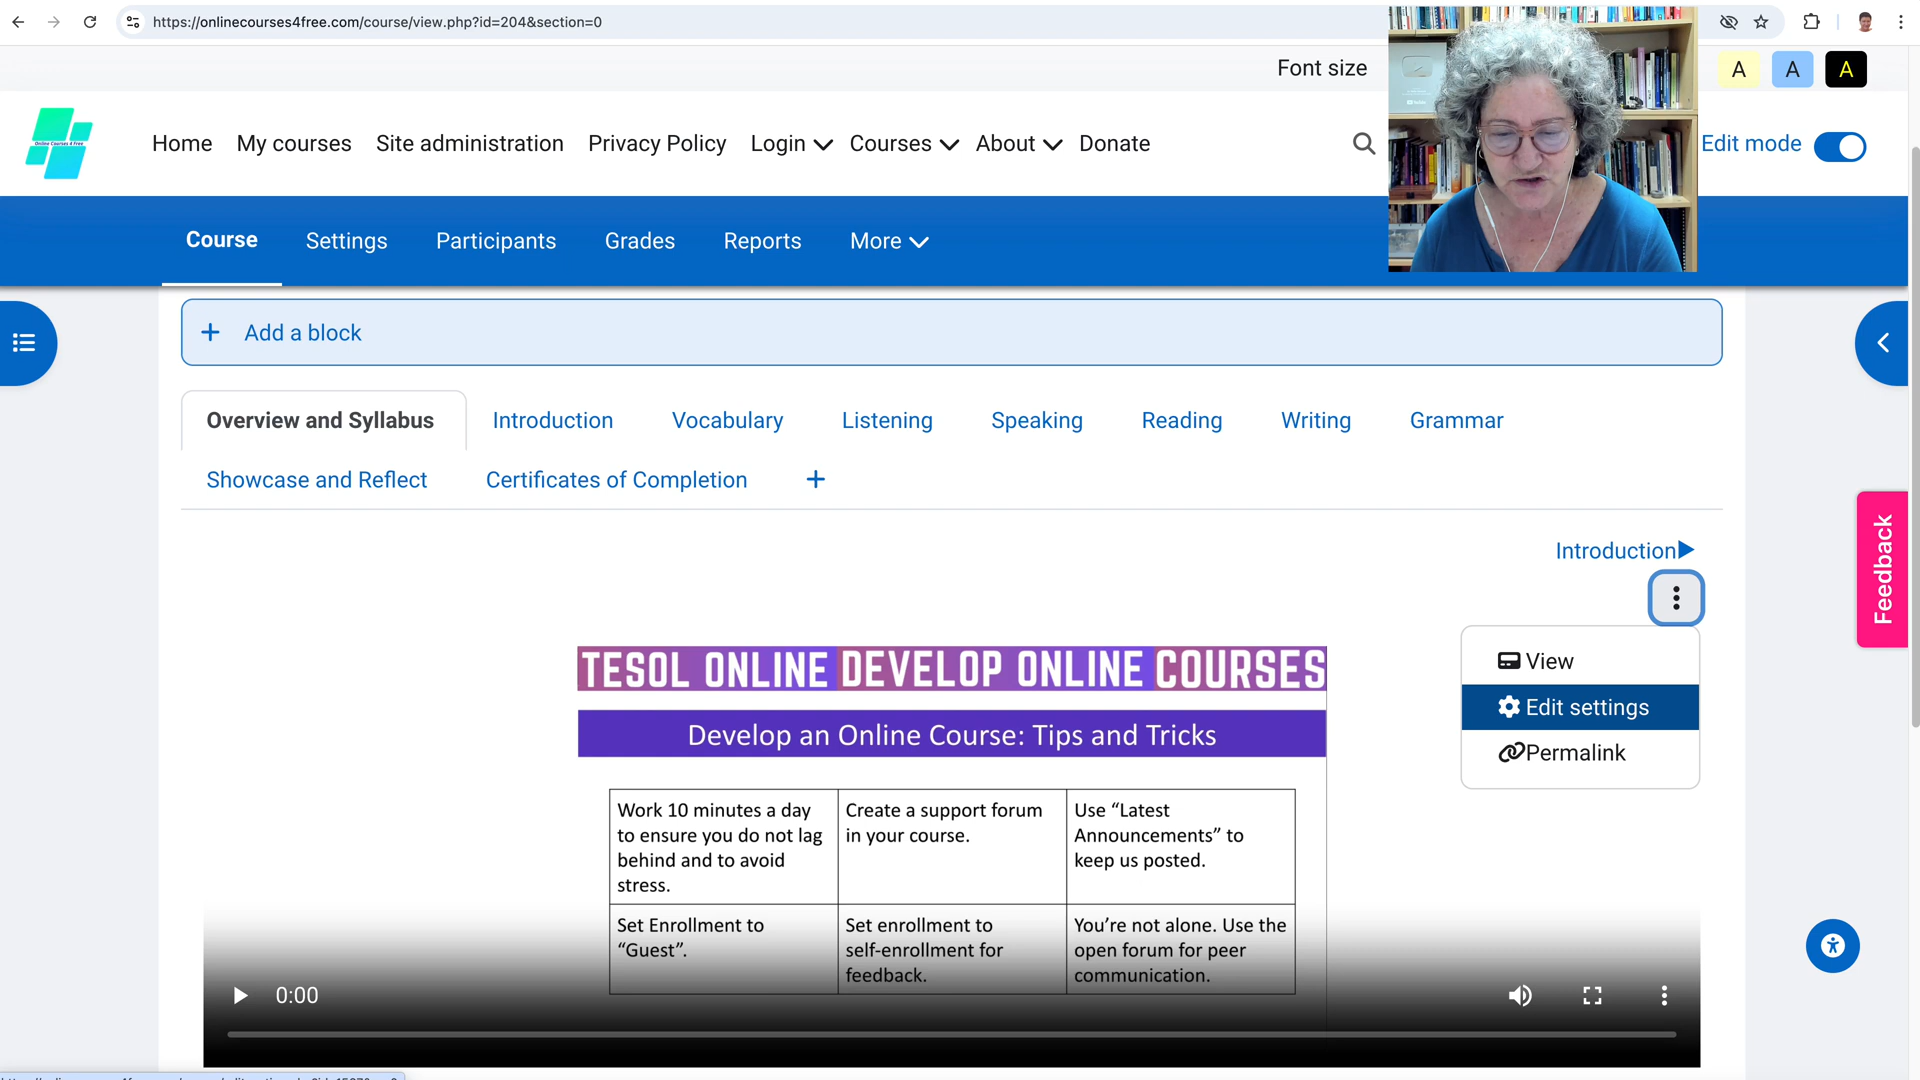 https://onlinecourses4free.com/course/view.php?id=204&section=0
Font size
A A A
Online Courses 4 Free
Home My courses Site administration Privacy Policy Login Courses About Donate
Edit mode
Course Settings Participants Grades Reports More
+ Add a block
Overview and Syllabus Introduction Vocabulary Listening Speaking Reading Writing Grammar
Showcase and Reflect Certificates of Completion +
Introduction
View
Edit settings
Permalink
Feedback
TESOL ONLINE DEVELOP ONLINE COURSES
Develop an Online Course: Tips and Tricks
Work 10 minutes a day
to ensure you do not lag
behind and to avoid
stress.
Create a support forum
in your course.
Use “Latest
Announcements” to
keep us posted.
Set Enrollment to
“Guest”.
Set enrollment to
self-enrollment for
feedback.
You’re not alone. Use the
open forum for peer
communication.
0:00